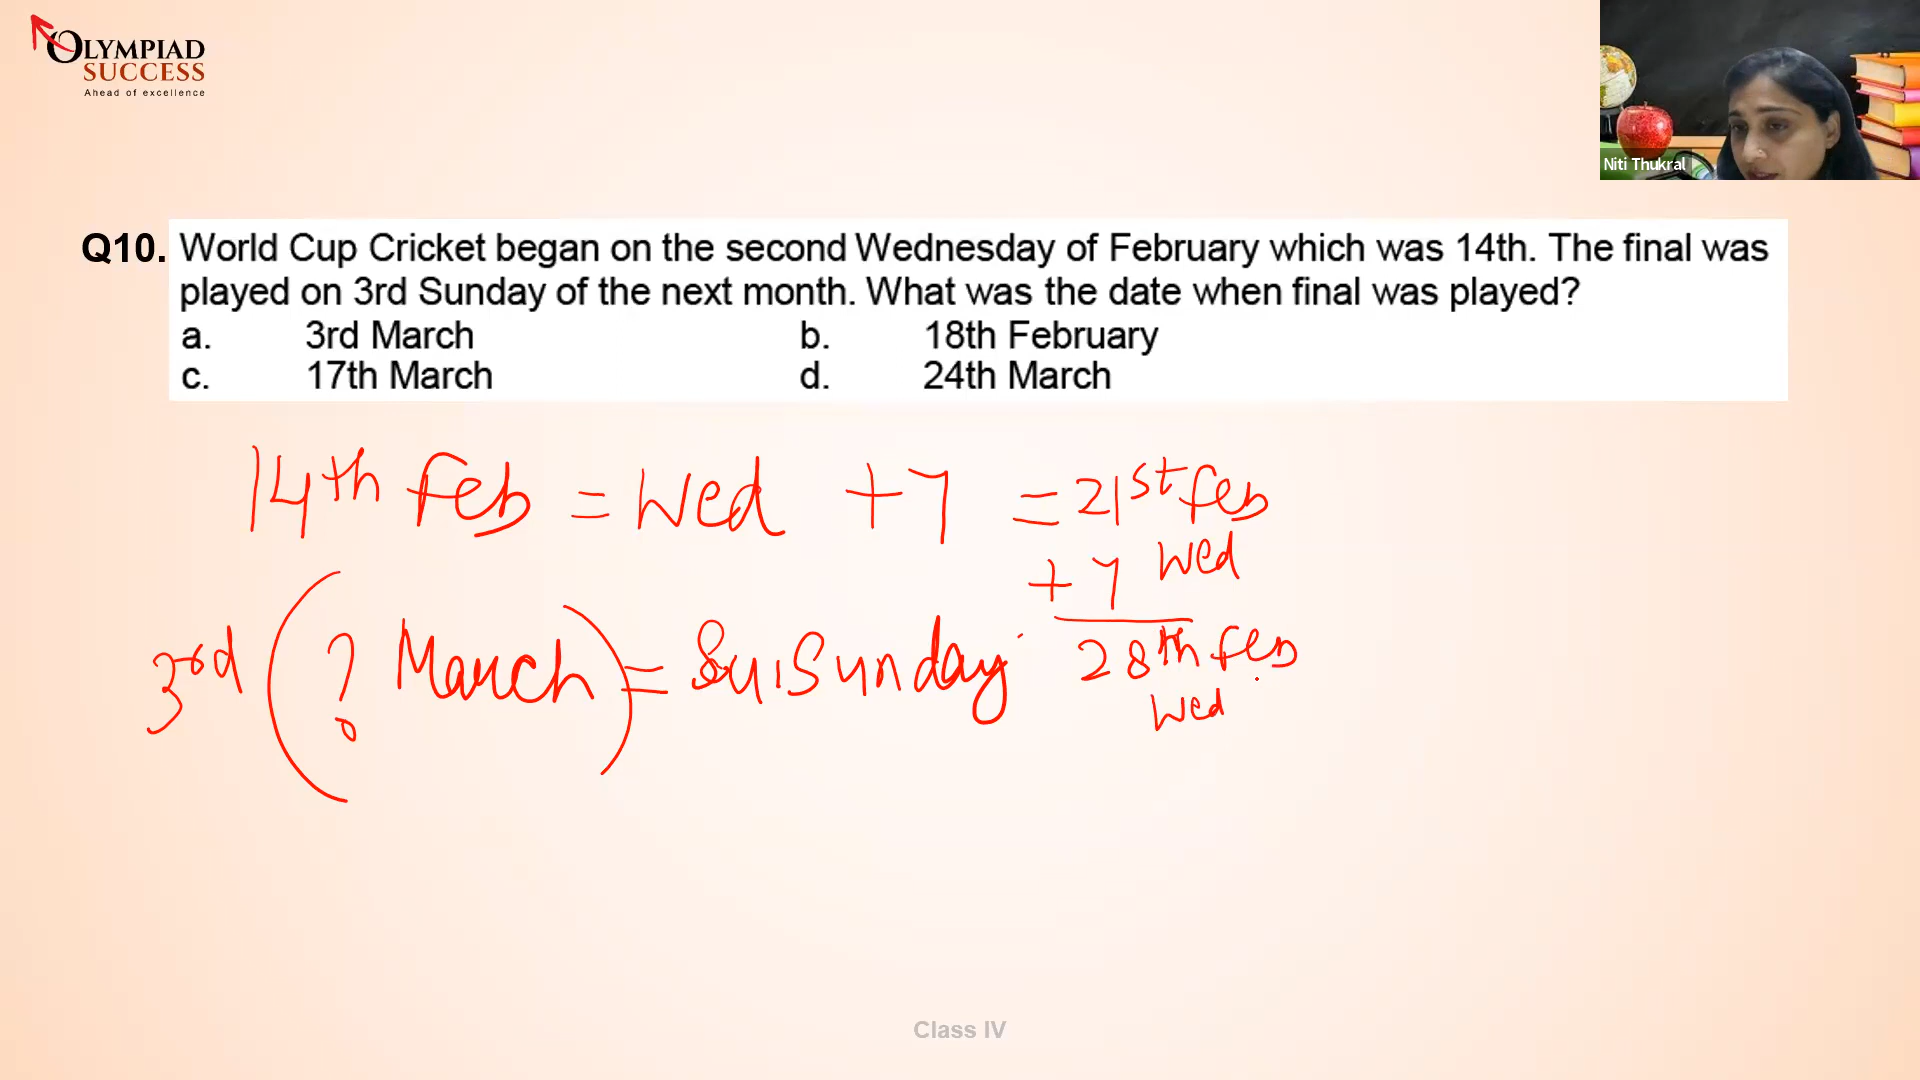 OLYMPIAD
SUCCESS
Ahead of excellence
Niti Thukral
Q10. World Cup Cricket began on the second Wednesday of February which was 14th. The final was
played on 3rd Sunday of the next month. What was the date when final was played?
a. 3rd March b. 18th February
c. 17th March d. 24th March
14th Feb = Wed +7 = 21st feb
+7 Wed
3rd (? March) = Sunday 28th feb
Wed
Class IV